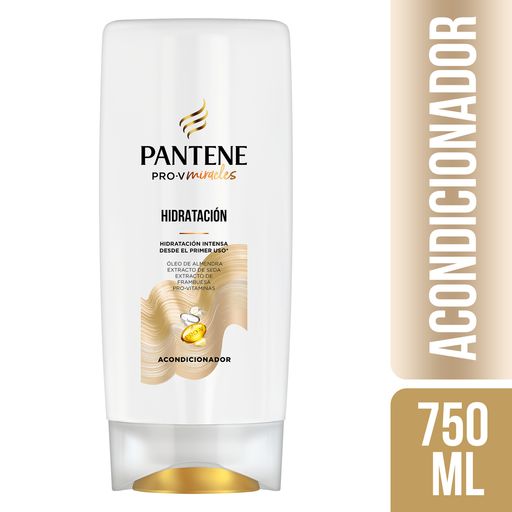 PANTENE
PRO-V miracles
HIDRATACIÓN
HIDRATACIÓN INTENSA
DESDE EL PRIMER USO*
ÓLEO DE ALMENDRA
EXTRACTO DE SEDA
EXTRACTO DE
FRAMBUESA
PRO-VITAMINAS
ACONDICIONADOR
ACONDICIONADOR
750
ML